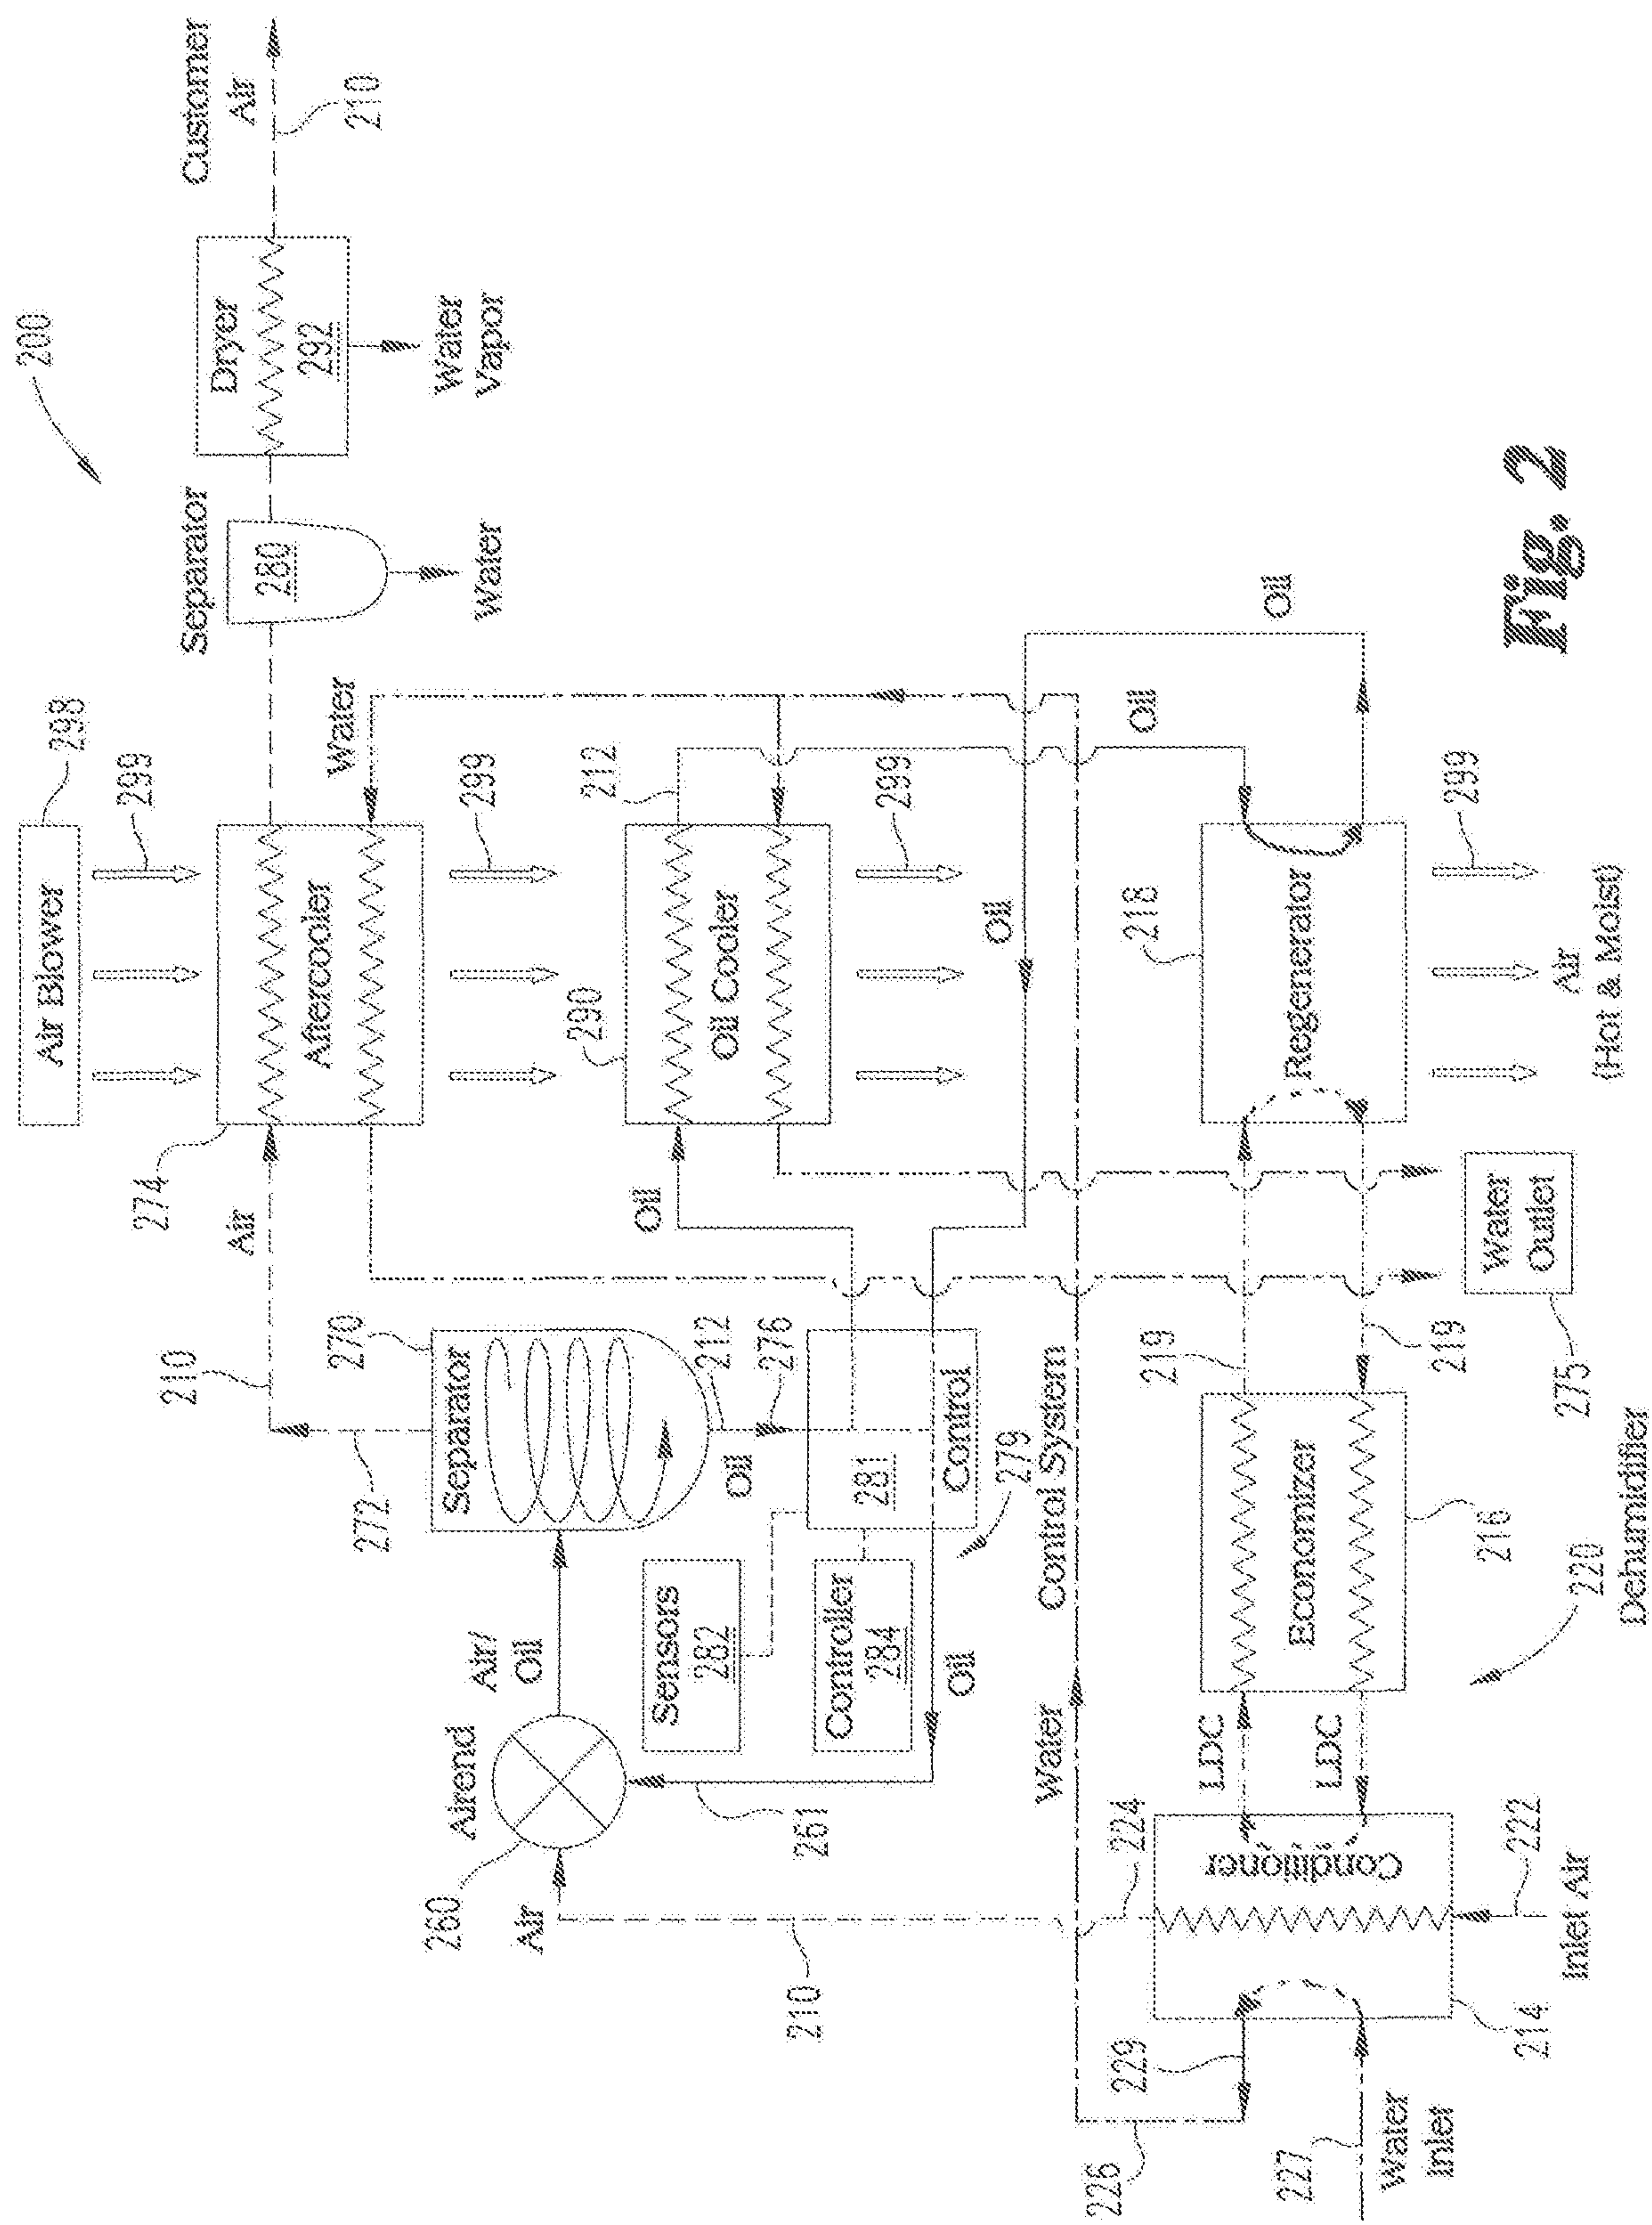 200
Air Blower
298
299
Aftercooler
274
Air
210
272
Separator
270
Airend
260
Air/
Oil
Air
210
Water
299
Separator
280
Water
Dryer
292
Water
Vapor
Customer
Air
210
Oil Cooler
290
212
Oil
299
Oil
212
276
281
Control
Sensors
282
Controller
284
279
Control System
Oil
261
Oil
Oil
Oil
Water
226
229
227
Water
Inlet
224
Conditioner
214
222
Inlet Air
LDC
LDC
Economizer
216
219
219
220
Dehumidifier
Regenerator
218
299
Air
(Hot & Moist)
Water
Outlet
275
Fig. 2